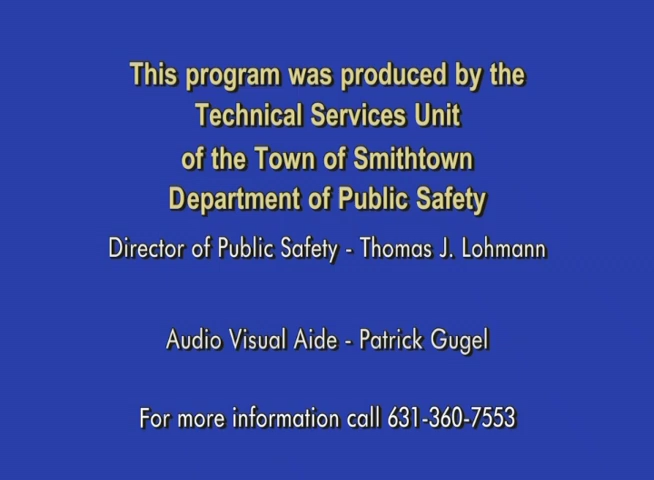 This program was produced by the
Technical Services Unit
of the Town of Smithtown
Department of Public Safety
Director of Public Safety - Thomas J. Lohmann
Audio Visual Aide - Patrick Gugel
For more information call 631-360-7553